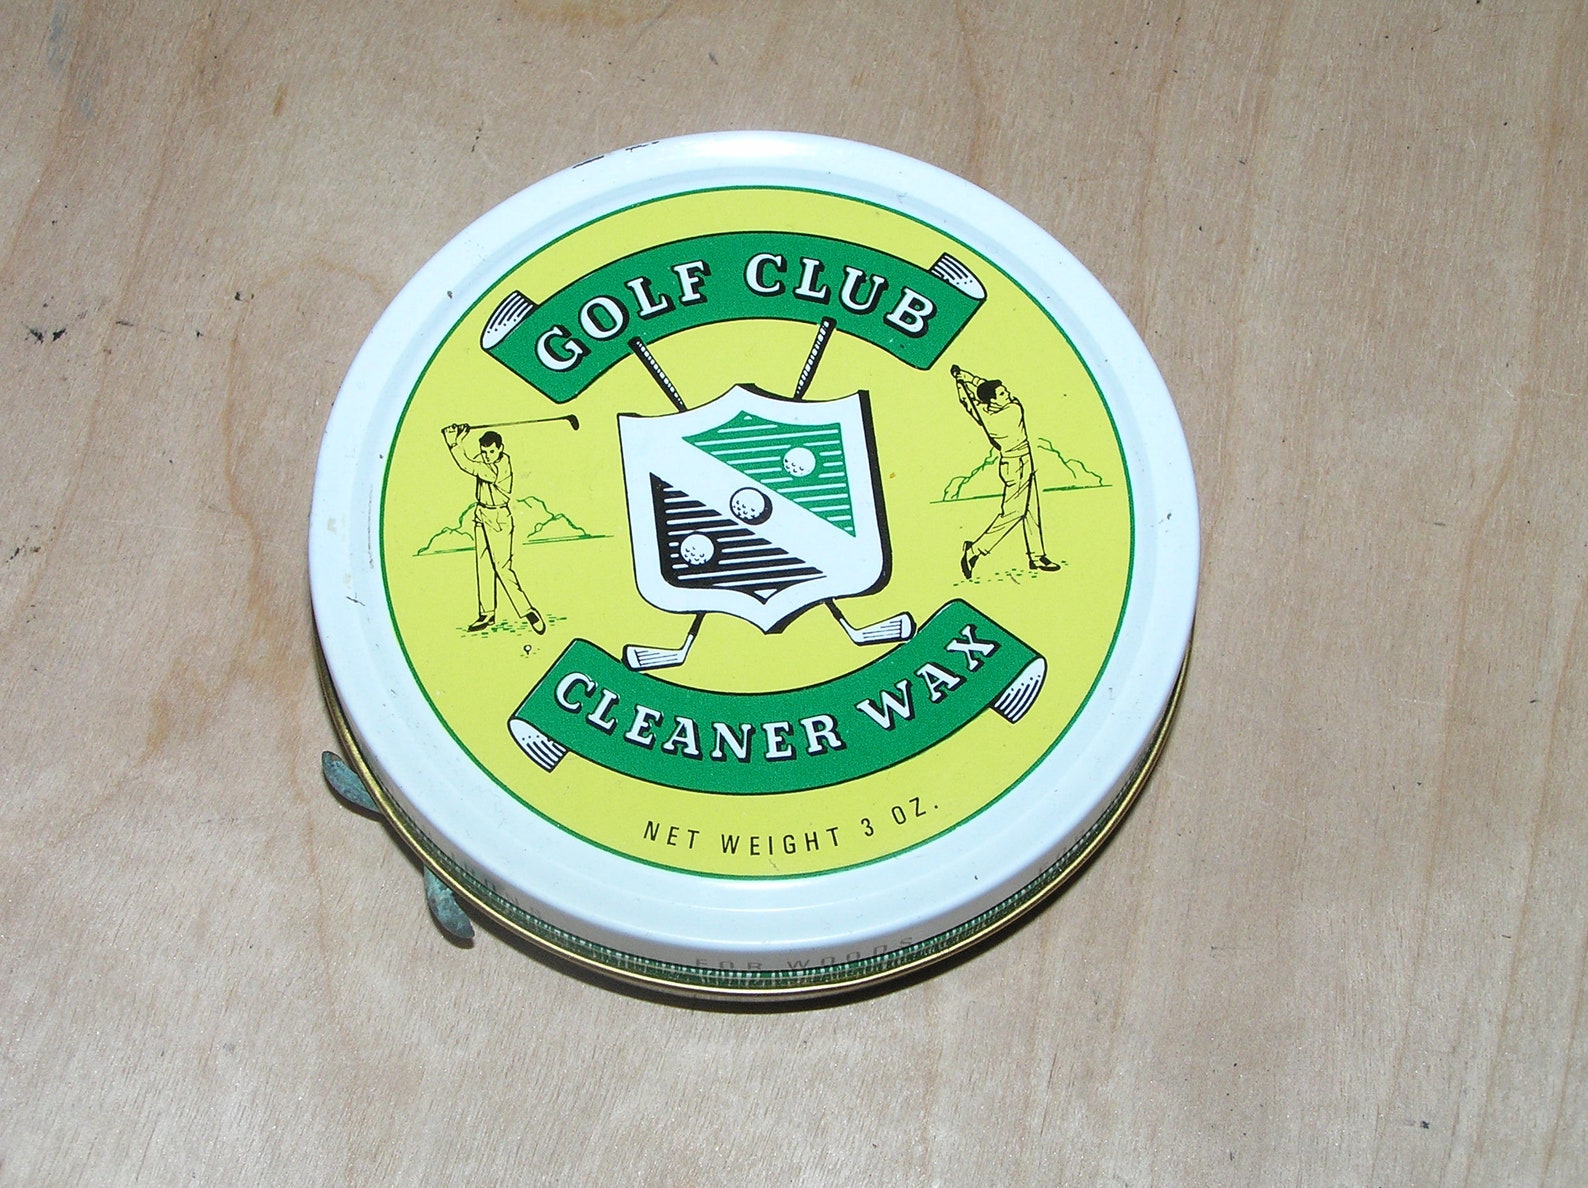 GOLF CLUB
CLEANER WAX
NET WEIGHT 3 OZ.
FOR WOODS